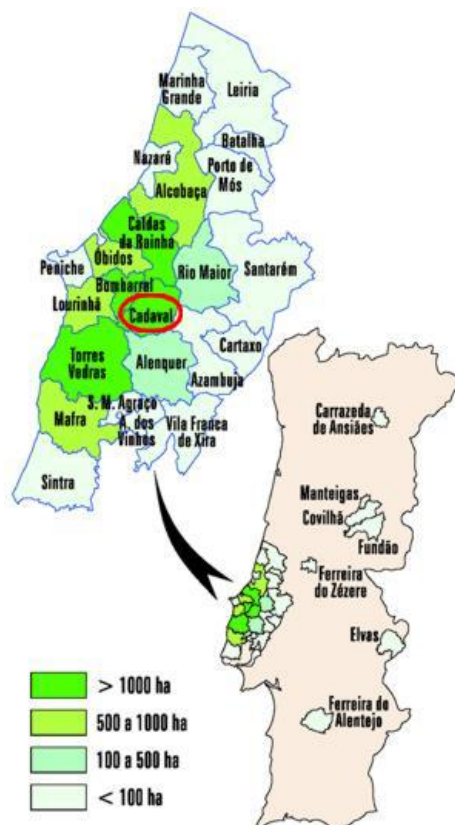 Marinha
Grande
Leiria
Batalha
Nazaré
Porto de
Mós
Alcobaça
Caldas
da Rainha
Óbidos
Peniche
Rio Maior
Santarém
Bombarral
Lourinhã
Cadaval
Cartaxo
Torres
Vedras
Alenquer
Azambuja
S. M. Agraço
A. dos
Vinhos
Mafra
Vila Franca
de Xira
Sintra
Carrazeda
de Ansiães
Manteigas
Covilhã
Fundão
Ferreira
do Zézere
Elvas
Ferreira do
Alentejo
> 1000 ha
500 a 1000 ha
100 a 500 ha
< 100 ha